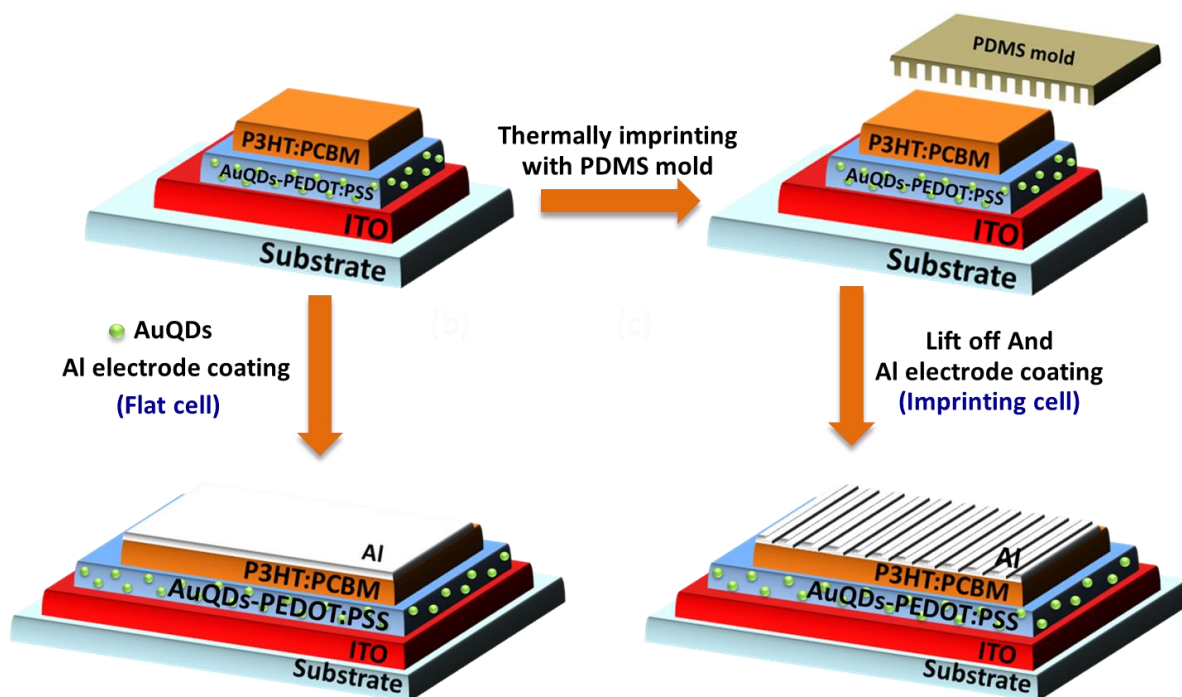 PDMS mold
P3HT:PCBM
AuQDs-PEDOT:PSS
ITO
Substrate
Thermally imprinting
with PDMS mold
P3HT:PCBM
AuQDs-PEDOT:PSS
ITO
Substrate
(b)
(c)
AuQDs
Al electrode coating
(Flat cell)
Lift off And
Al electrode coating
(Imprinting cell)
Al
P3HT:PCBM
AuQDs-PEDOT:PSS
ITO
Substrate
Al
P3HT:PCBM
AuQDs-PEDOT:PSS
ITO
Substrate